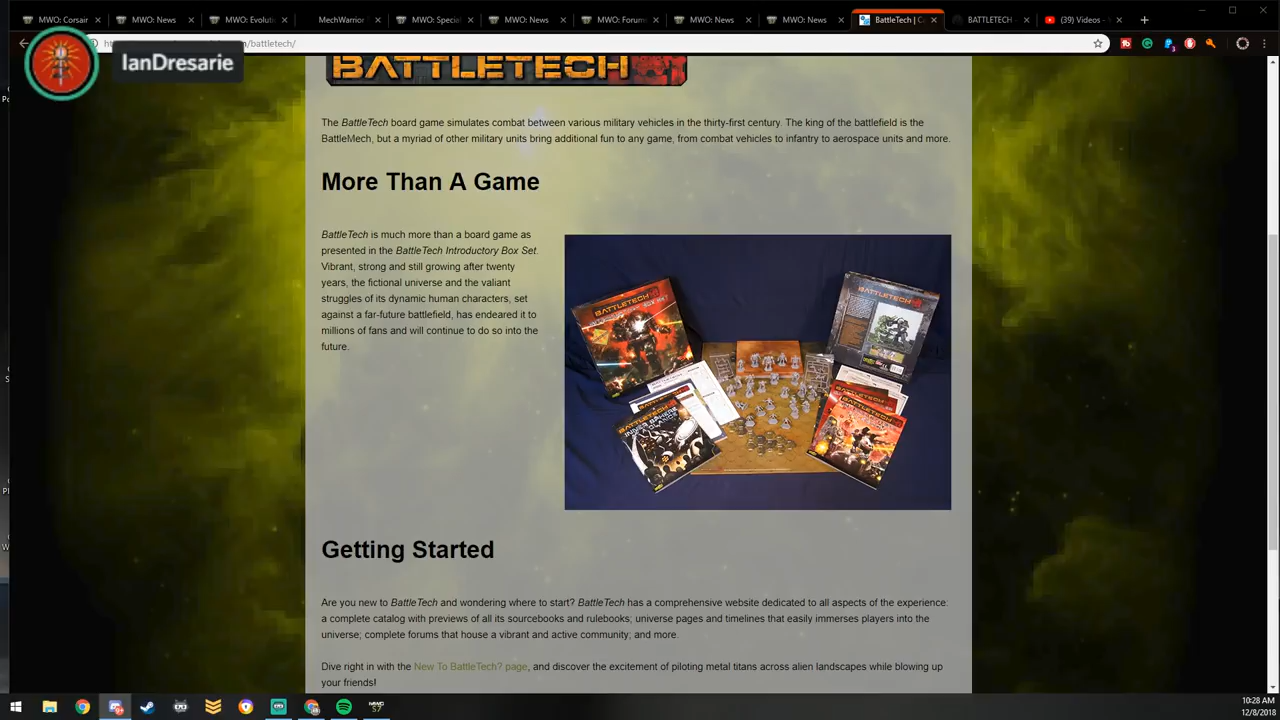 MWO: Corsair
MWO: News
MWO: Evoluti
MechWarrior
MWO: Special
MWO: News
MWO: Forum
MWO: News
MWO: News
BattleTech | Ca
BATTLETECH -
(39) Videos -
IanDresarie
/battletech/
BATTLETECH
The BattleTech board game simulates combat between various military vehicles in the thirty-first century. The king of the battlefield is the
BattleMech, but a myriad of other military units bring additional fun to any game, from combat vehicles to infantry to aerospace units and more.
More Than A Game
BattleTech is much more than a board game as
presented in the BattleTech Introductory Box Set.
Vibrant, strong and still growing after twenty
years, the fictional universe and the valiant
struggles of its dynamic human characters, set
against a far-future battlefield, has endeared it to
millions of fans and will continue to do so into the
future.
BATTLETECH
BATTLETECH
BATTLETECH
INNER SPHERE
BATTLETECH
Getting Started
Are you new to BattleTech and wondering where to start? BattleTech has a comprehensive website dedicated to all aspects of the experience:
a complete catalog with previews of all its sourcebooks and rulebooks; universe pages and timelines that easily immerses players into the
universe; complete forums that house a vibrant and active community; and more.
Dive right in with the New To BattleTech? page, and discover the excitement of piloting metal titans across alien landscapes while blowing up
your friends!
10:28 AM
12/8/2018